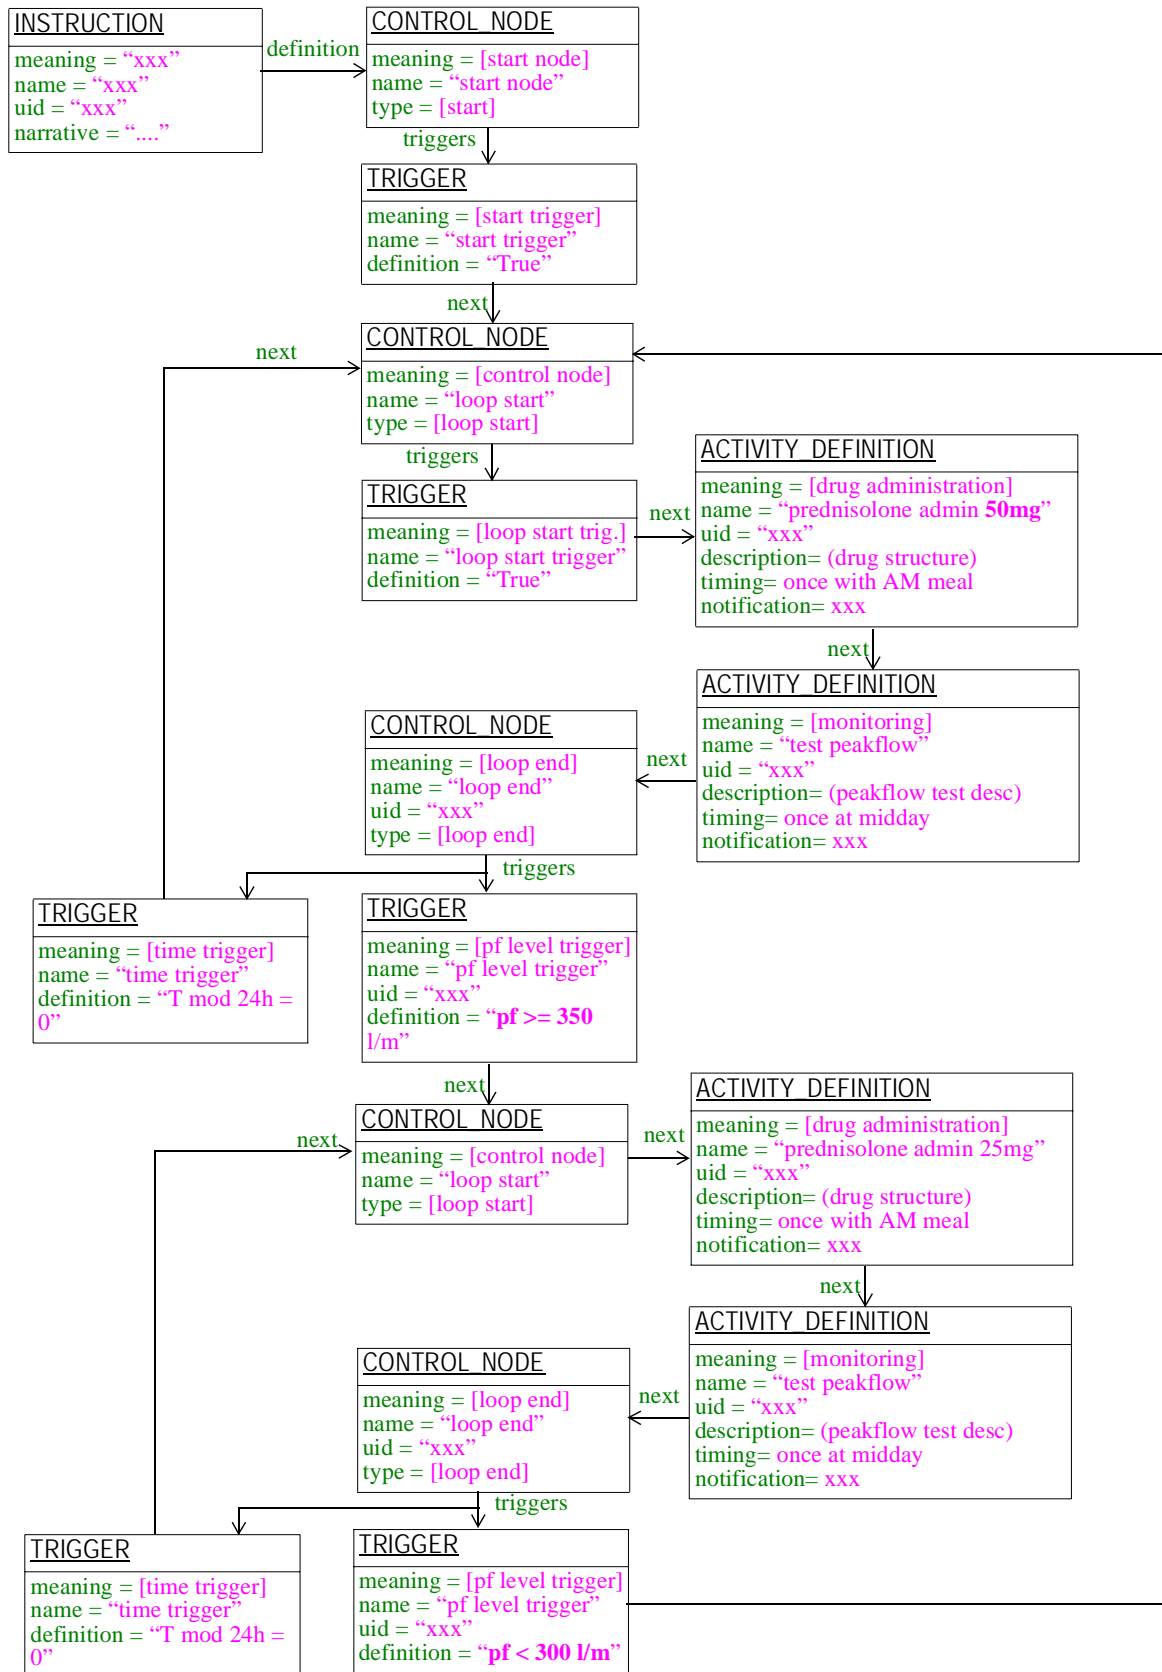 INSTRUCTION
meaning = “xxx”
name = “xxx”
uid = “xxx”
narrative = “....”
definition
CONTROL_NODE
meaning = [start node]
name = “start node”
type = [start]
triggers
TRIGGER
meaning = [start trigger]
name = “start trigger”
definition = “True”
next
next
CONTROL_NODE
meaning = [control node]
name = “loop start”
type = [loop start]
triggers
TRIGGER
meaning = [loop start trig.]
name = “loop start trigger”
definition = “True”
next
ACTIVITY_DEFINITION
meaning = [drug administration]
name = “prednisolone admin 50mg”
uid = “xxx”
description= (drug structure)
timing= once with AM meal
notification= xxx
next
ACTIVITY_DEFINITION
meaning = [monitoring]
name = “test peakflow”
uid = “xxx”
description= (peakflow test desc)
timing= once at midday
notification= xxx
next
CONTROL_NODE
meaning = [loop end]
name = “loop end”
uid = “xxx”
type = [loop end]
triggers
TRIGGER
meaning = [time trigger]
name = “time trigger”
definition = “T mod 24h =
0”
TRIGGER
meaning = [pf level trigger]
name = “pf level trigger”
uid = “xxx”
definition = “pf >= 350
l/m”
next
next
CONTROL_NODE
meaning = [control node]
name = “loop start”
type = [loop start]
next
ACTIVITY_DEFINITION
meaning = [drug administration]
name = “prednisolone admin 25mg”
uid = “xxx”
description= (drug structure)
timing= once with AM meal
notification= xxx
next
ACTIVITY_DEFINITION
meaning = [monitoring]
name = “test peakflow”
uid = “xxx”
description= (peakflow test desc)
timing= once at midday
notification= xxx
next
CONTROL_NODE
meaning = [loop end]
name = “loop end”
uid = “xxx”
type = [loop end]
triggers
TRIGGER
meaning = [time trigger]
name = “time trigger”
definition = “T mod 24h =
0”
TRIGGER
meaning = [pf level trigger]
name = “pf level trigger”
uid = “xxx”
definition = “pf < 300 l/m”